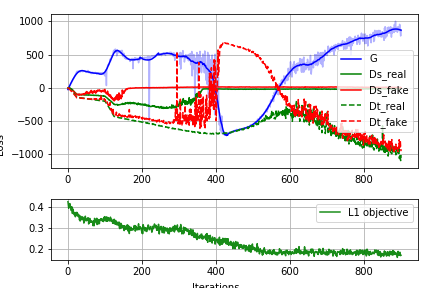 1000
500
0
−500
−1000
Loss
G
Ds_real
Ds_fake
Dt_real
Dt_fake
0 200 400 600 800
0.4
0.3
0.2
L1 objective
0 200 400 600 800
Iterations